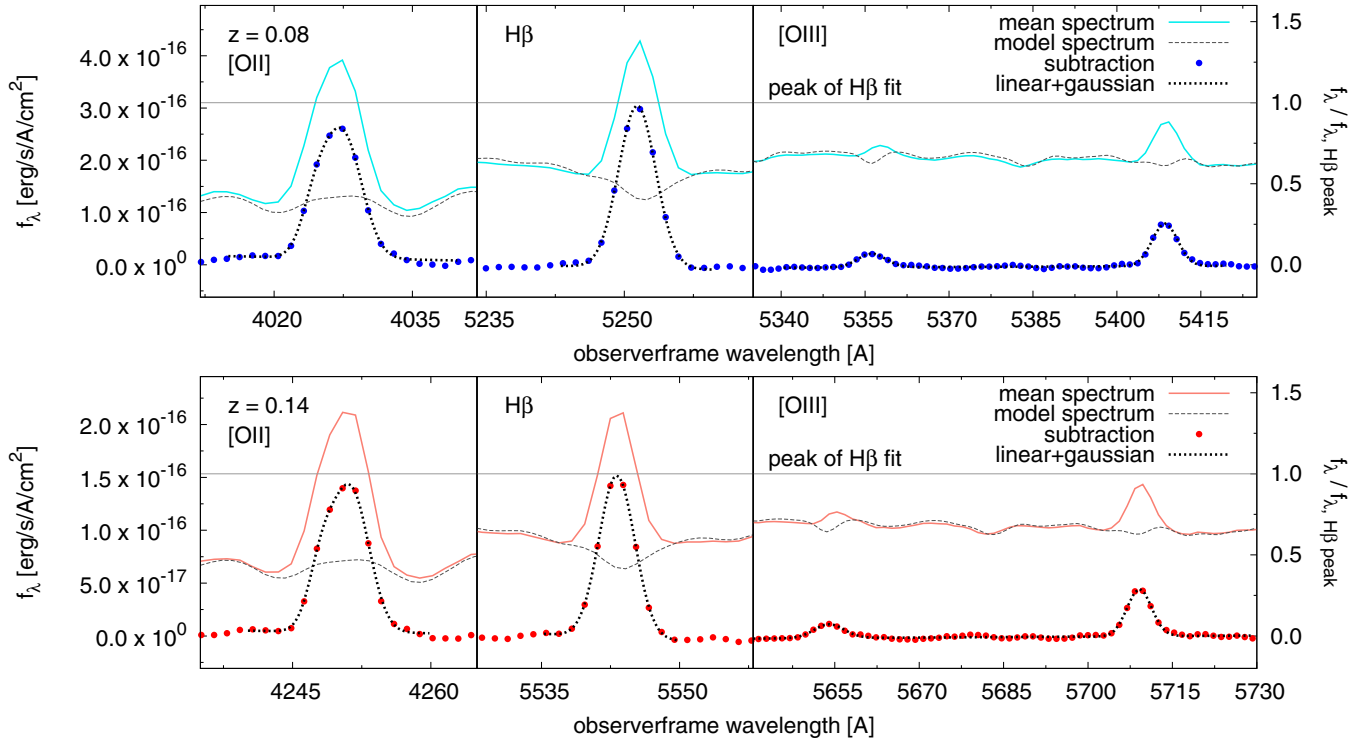 z = 0.08
[OII]
Hβ
[OIII]
mean spectrum
model spectrum
subtraction
linear+gaussian
peak of Hβ fit
4.0 x 10^-16
3.0 x 10^-16
2.0 x 10^-16
1.0 x 10^-16
0.0 x 10^0
f_λ [erg/s/A/cm2]
1.5
1.0
0.5
0.0
f_λ / f_λ, Hβ peak
4020 4035 5235 5250 5340 5355 5370 5385 5400 5415
observerframe wavelength [A]
z = 0.14
[OII]
Hβ
[OIII]
mean spectrum
model spectrum
subtraction
linear+gaussian
peak of Hβ fit
2.0 x 10^-16
1.5 x 10^-16
1.0 x 10^-16
5.0 x 10^-17
0.0 x 10^0
f_λ [erg/s/A/cm2]
1.5
1.0
0.5
0.0
f_λ / f_λ, Hβ peak
4245 4260 5535 5550 5655 5670 5685 5700 5715 5730
observerframe wavelength [A]